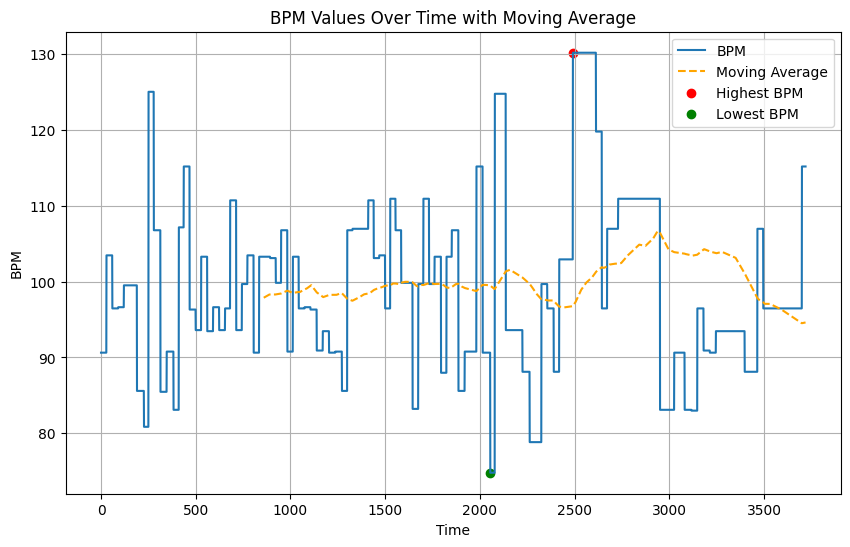 BPM Values Over Time with Moving Average
BPM
Moving Average
Highest BPM
Lowest BPM
130
120
110
100
90
80
BPM
0 500 1000 1500 2000 2500 3000 3500
Time